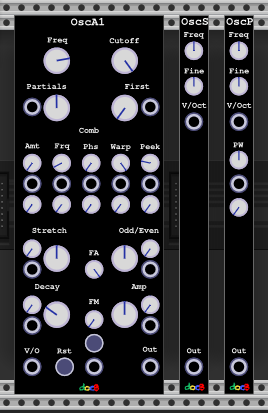 OscA1
Freq
Cutoff
Partials
First
Comb
Amt
Frq
Phs
Warp
Peek
Stretch
Odd/Even
FA
Decay
Amp
FM
V/O
Rst
Out
docB
OscS
Freq
Fine
V/Oct
Out
docB
OscP
Freq
Fine
V/Oct
PW
Out
docB